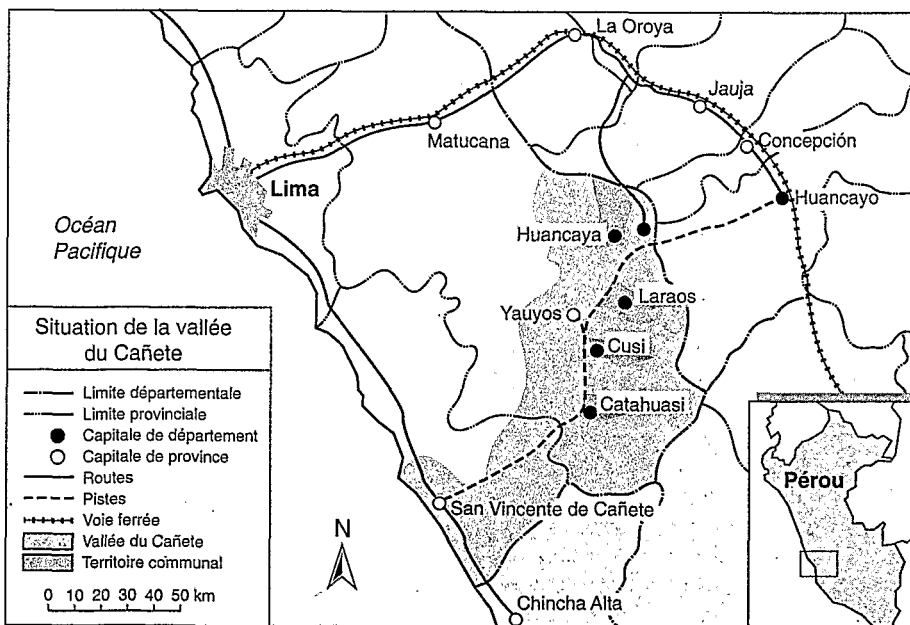 La Oroya
Jauja
Matucana
Concepción
Lima
Huancayo
Océan
Pacifique
Huancaya
Laraos
Yauyos
Cusi
Catahuasi
San Vincente de Cañete
Chincha Alta
N
Pérou
Situation de la vallée
du Cañete
Limite départementale
Limite provinciale
Capitale de départment
Capitale de province
Routes
Pistes
Voie ferrée
Vallée du Cañete
Territoire communal
0 10 20 30 40 50 km